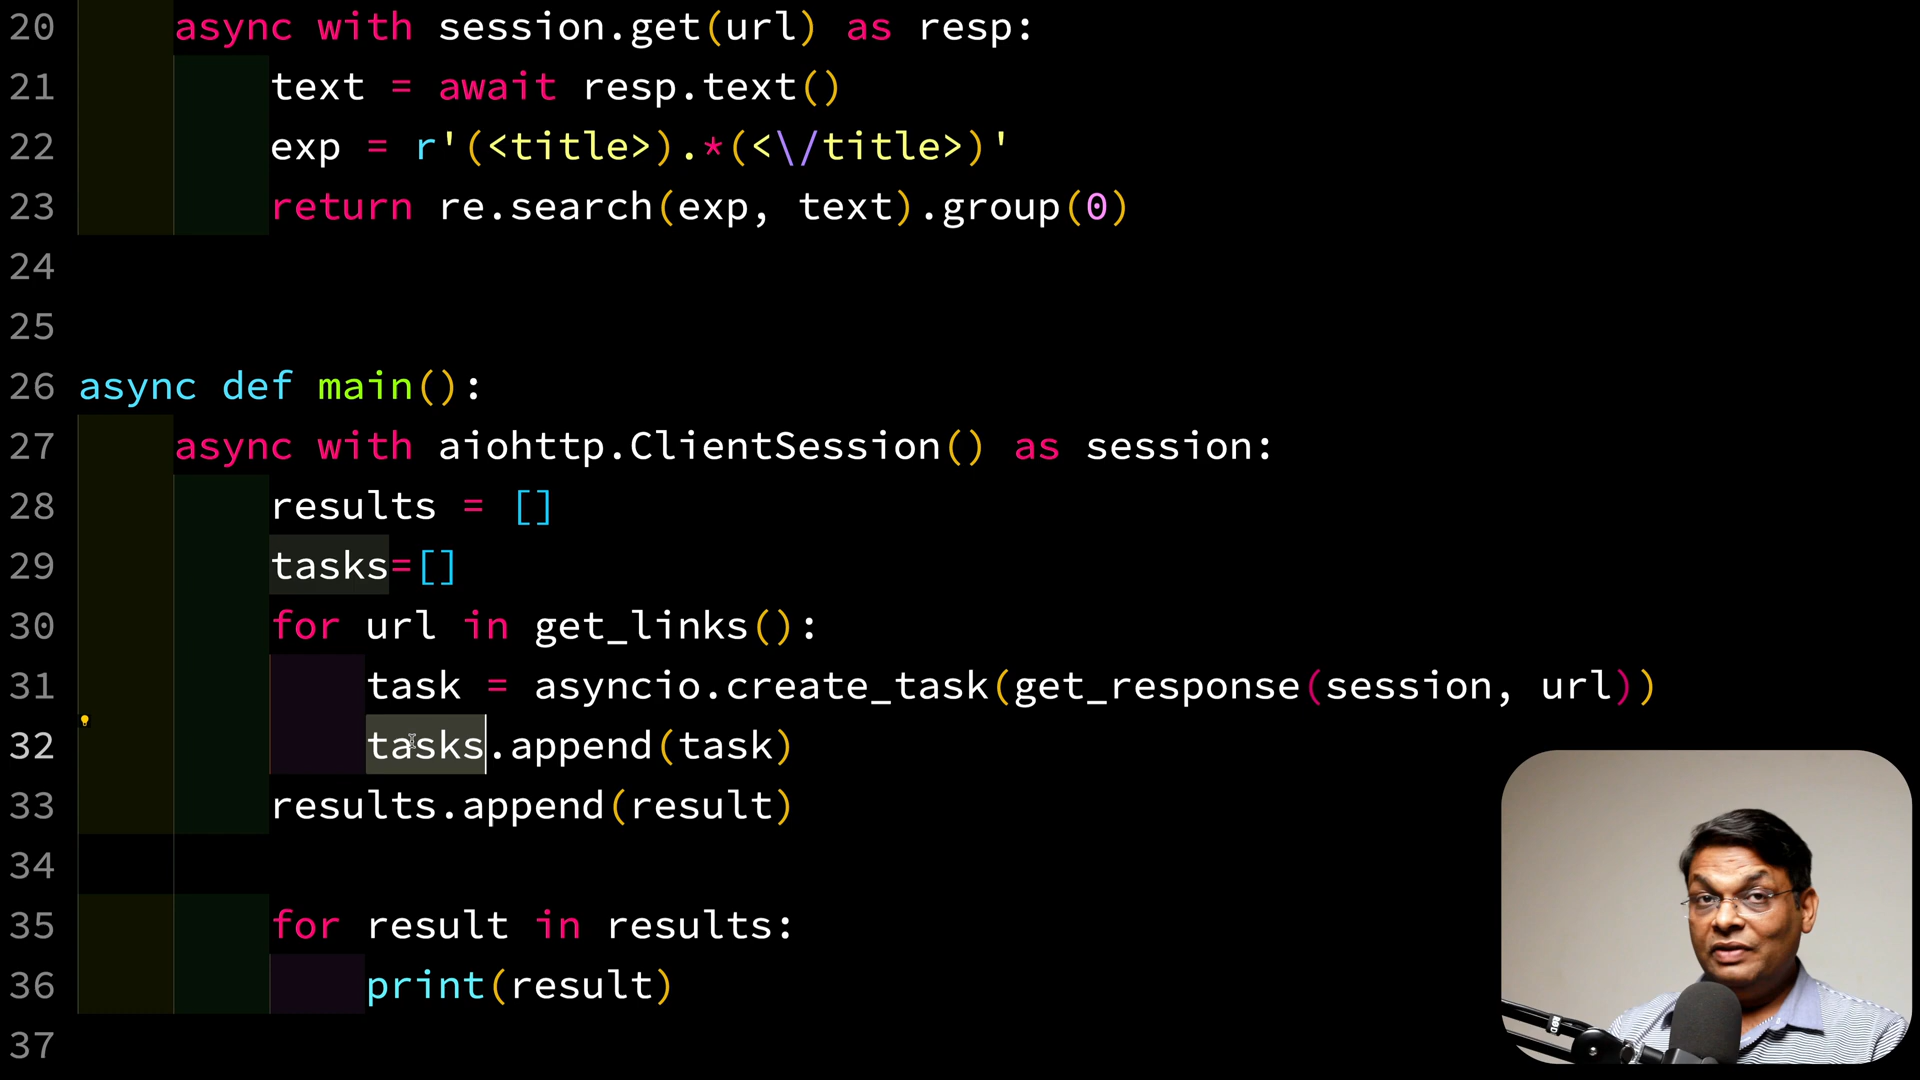 20 async with session.get(url) as resp:
21 text = await resp.text()
22 exp = r'(<title>).*(<\/title>)'
23 return re.search(exp, text).group(0)
24
25
26 async def main():
27 async with aiohttp.ClientSession() as session:
28 results = []
29 tasks=[]
30 for url in get_links():
31 task = asyncio.create_task(get_response(session, url))
32 tasks.append(task)
33 results.append(result)
34
35 for result in results:
36 print(result)
37